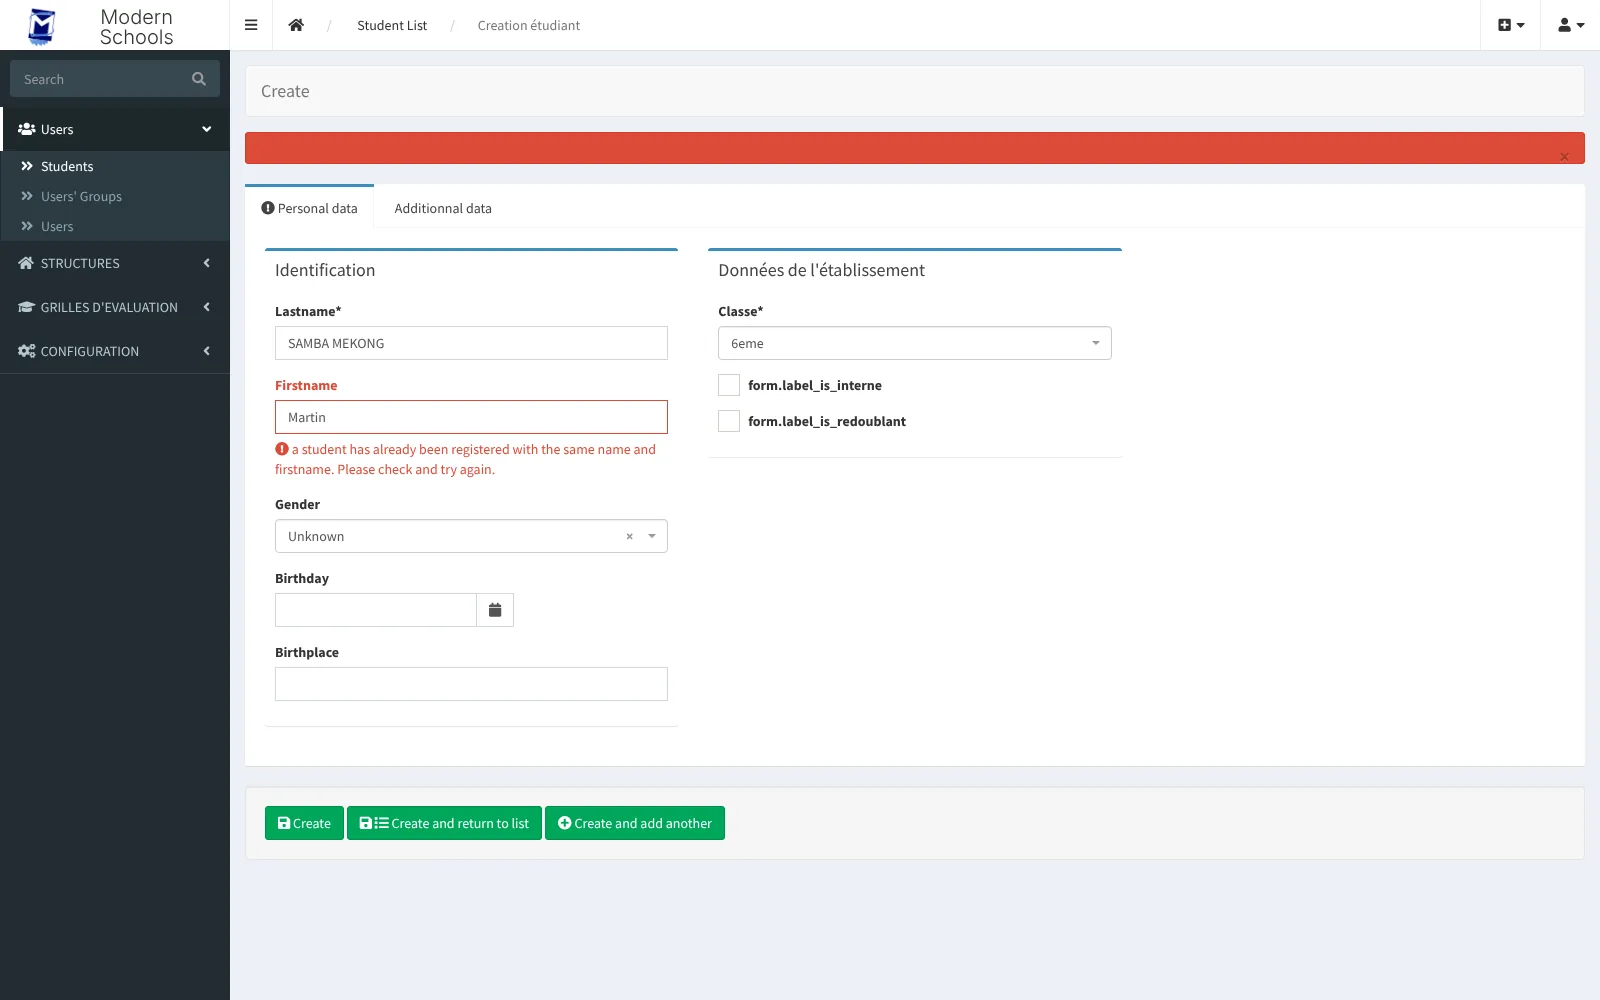 Modern
Schools
Student List
/
Creation étudiant
Search
Users
Students
Users' Groups
Users
STRUCTURES
GRILLES D'EVALUATION
CONFIGURATION
Create
×
Personal data
Additionnal data
Identification
Lastname*
SAMBA MEKONG
Firstname
Martin
a student has already been registered with the same name and
firstname. Please check and try again.
Gender
Unknown ×
Birthday
Birthplace
Données de l'établissement
Classe*
6eme
form.label_is_interne
form.label_is_redoublant
Create
Create and return to list
Create and add another